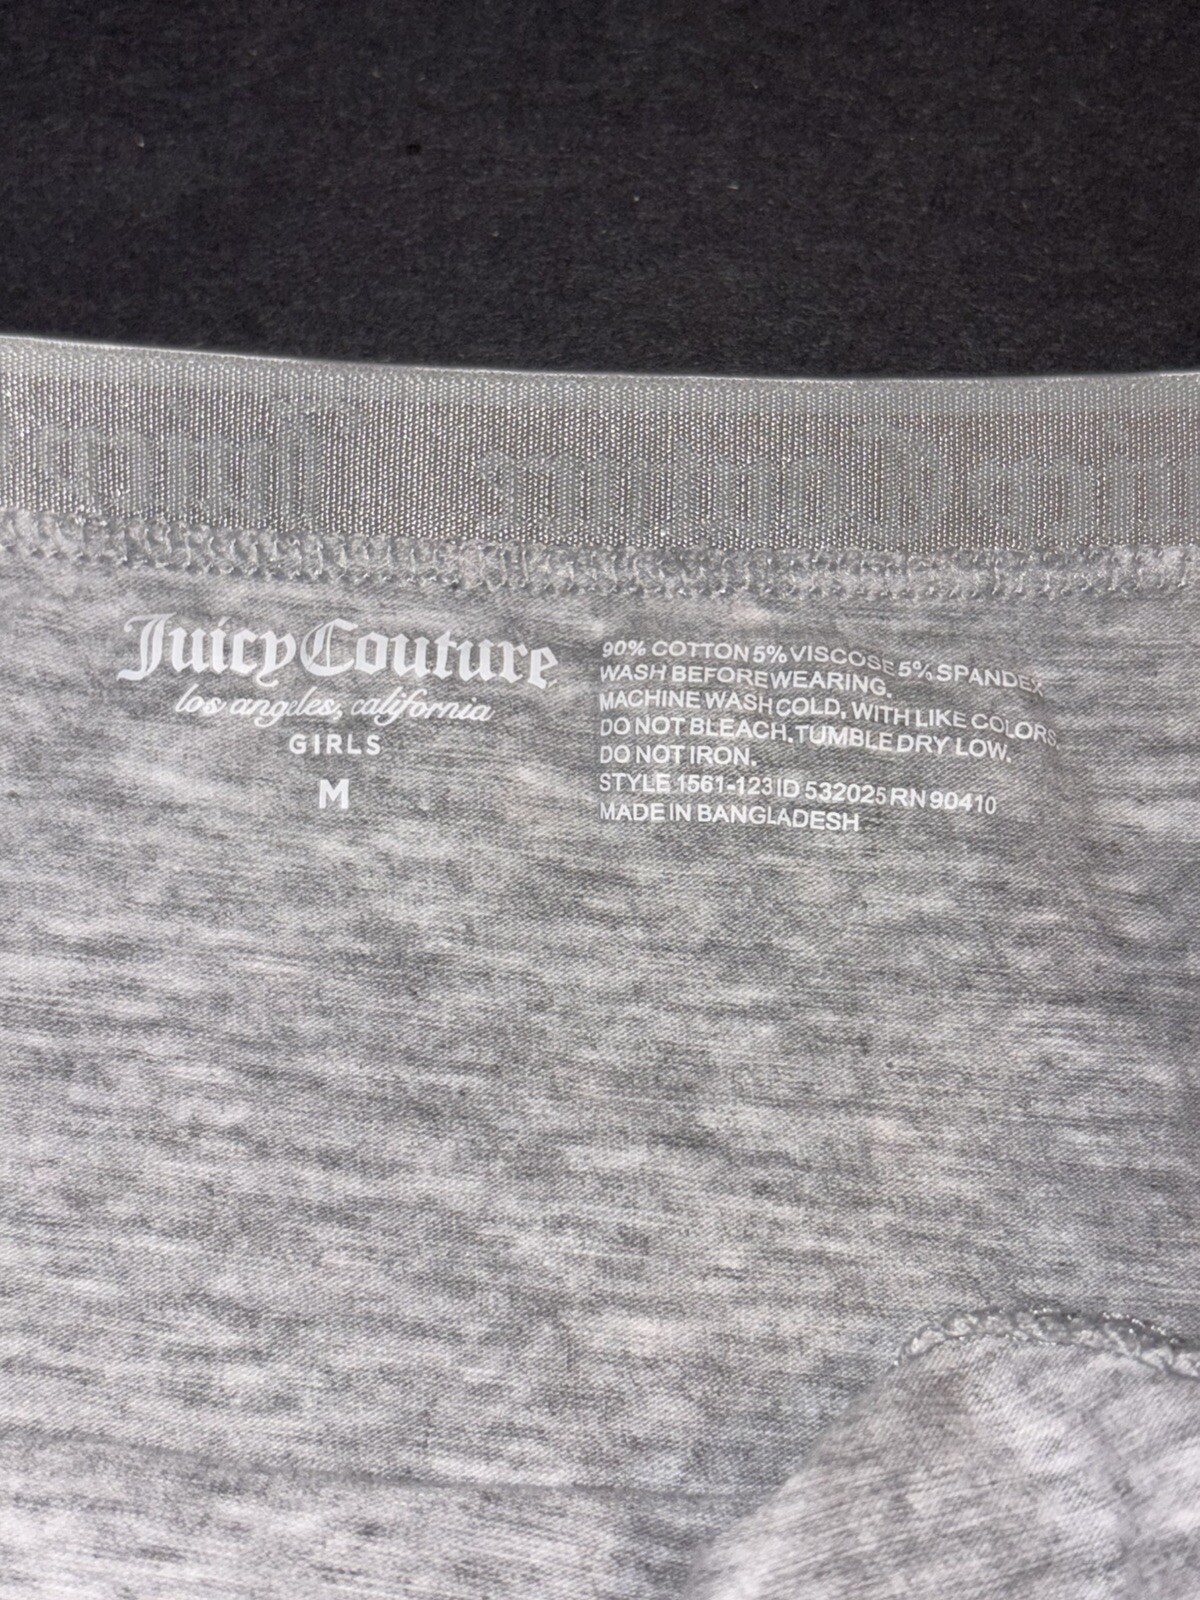 Juicy Couture
los angeles, california
GIRLS
M
90% COTTON 5% VISCOSE 5% SPANDEX
WASH BEFORE WEARING.
MACHINE WASH COLD, WITH LIKE COLORS.
DO NOT BLEACH. TUMBLE DRY LOW.
DO NOT IRON.
STYLE 1561-123 ID 532025 RN 90410
MADE IN BANGLADESH